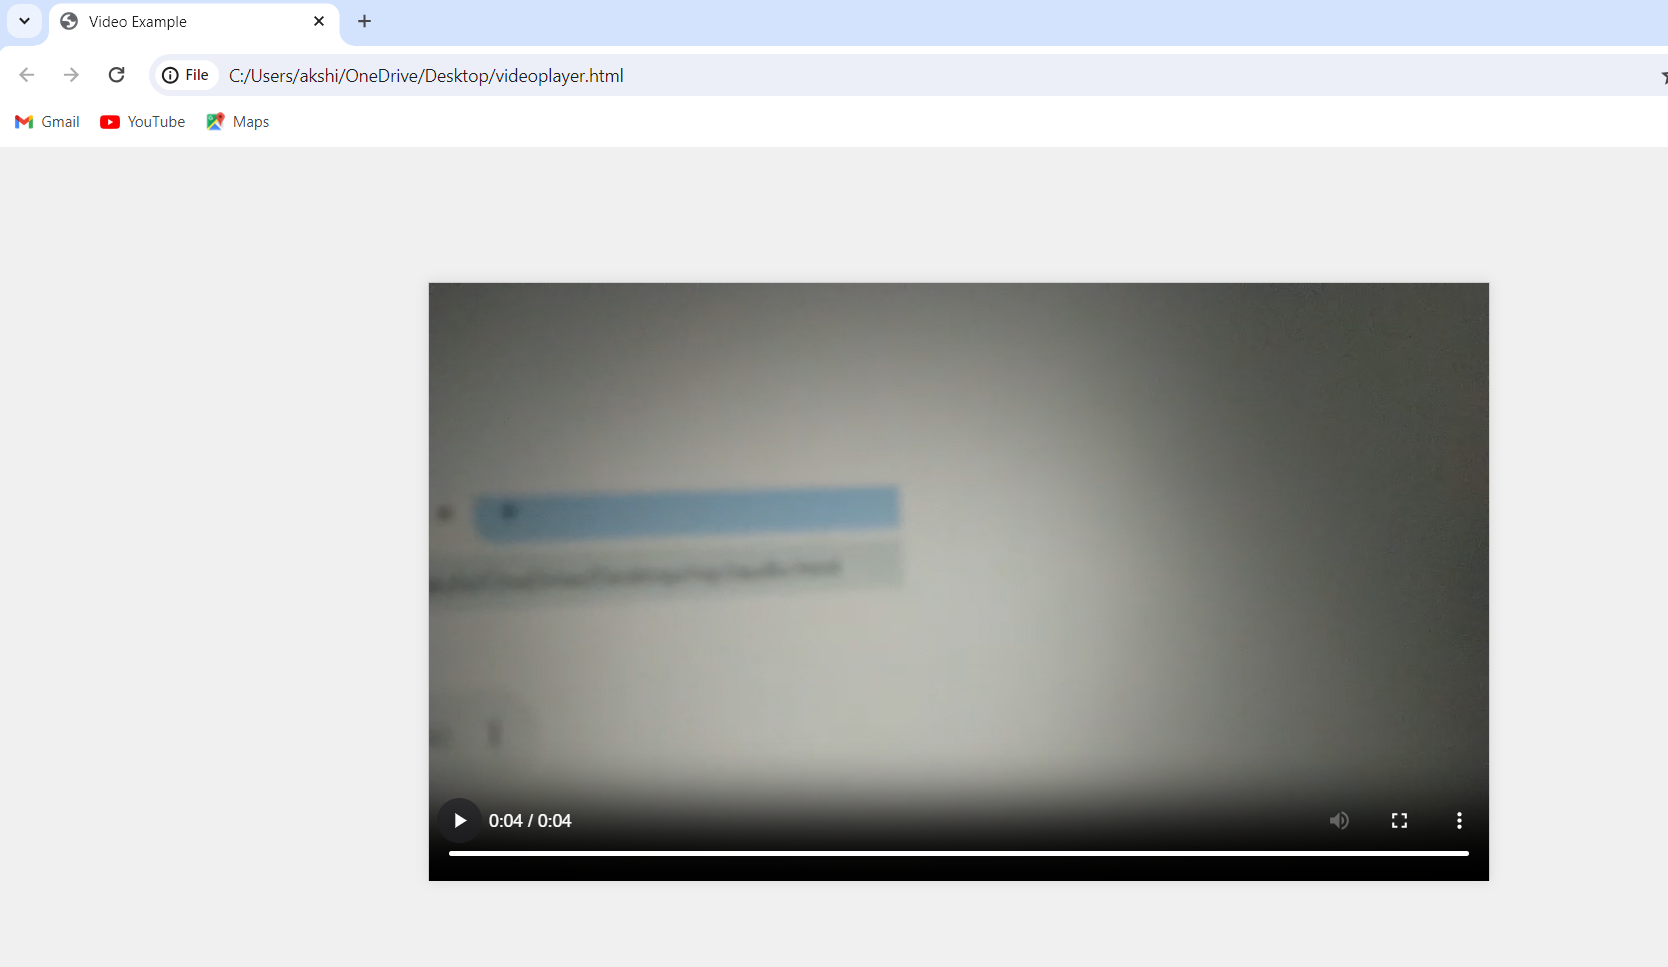 Video Example
File C:/Users/akshi/OneDrive/Desktop/videoplayer.html
Gmail YouTube Maps
0:04 / 0:04